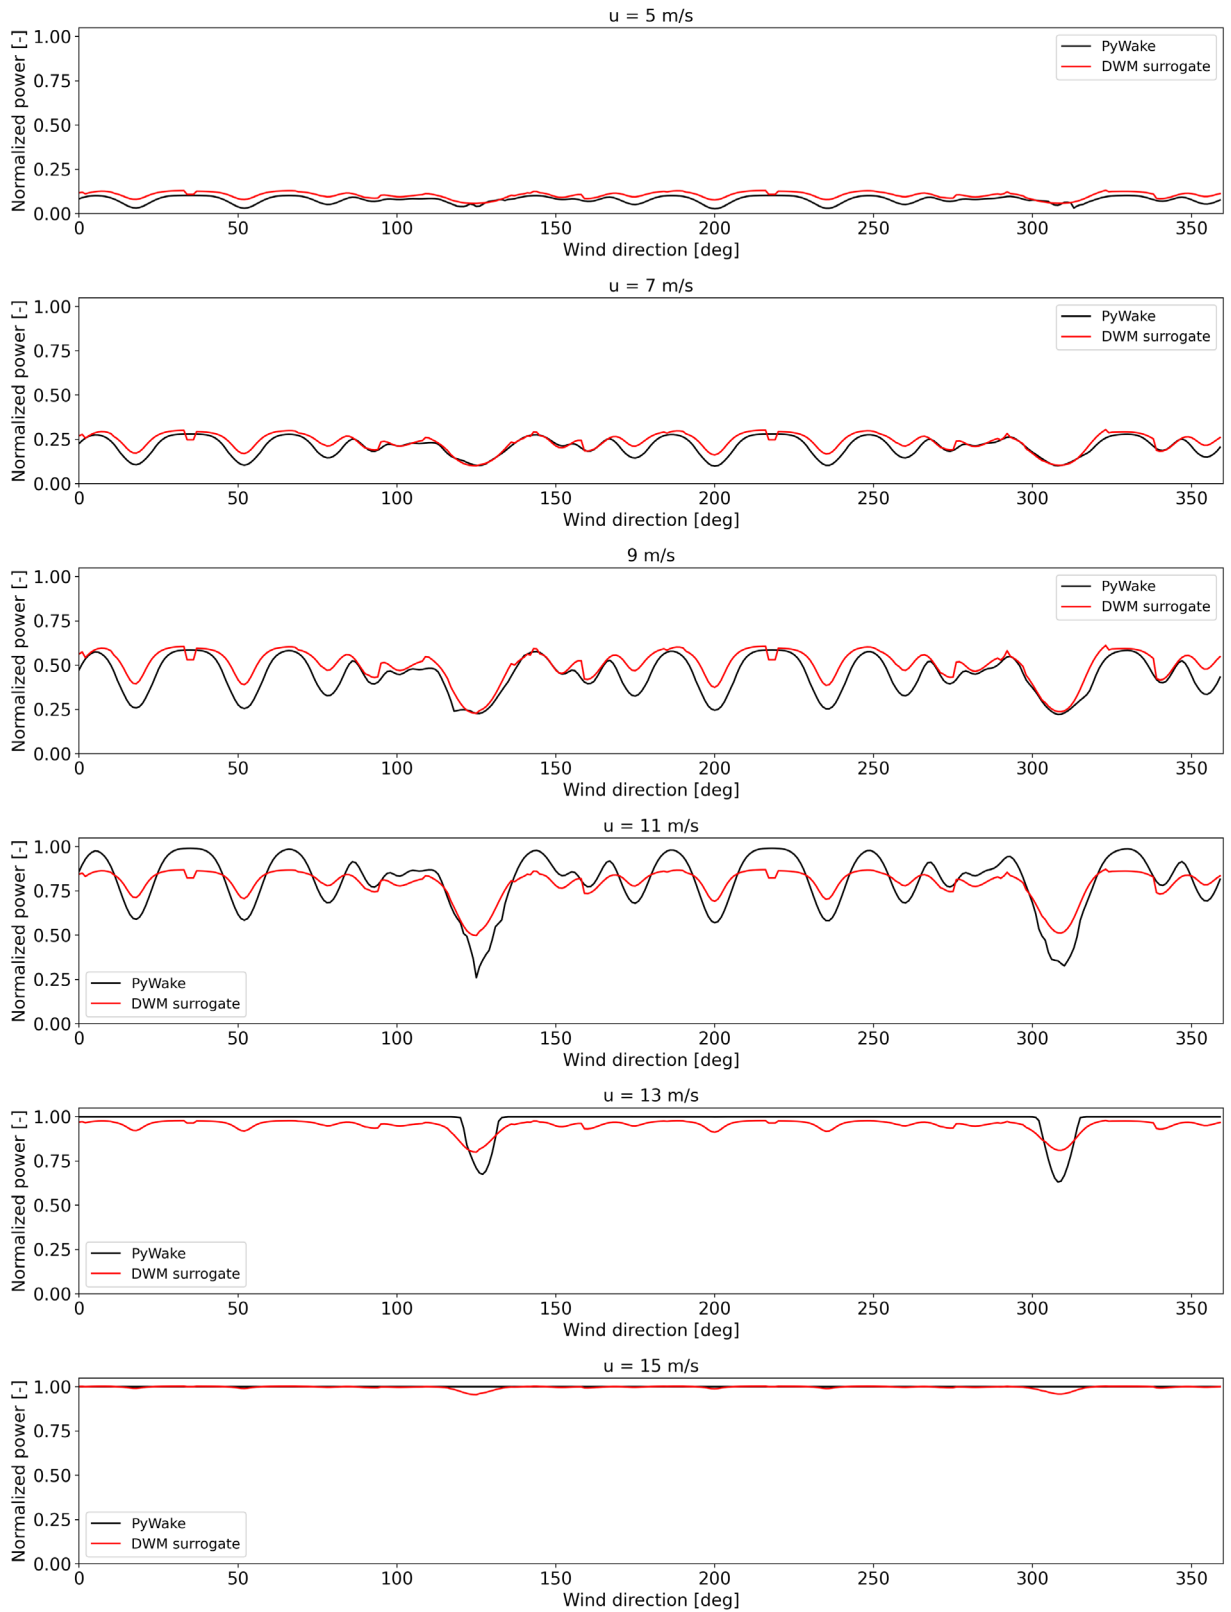 u = 5 m/s
Normalized power [-]
1.00
0.75
0.50
0.25
0.00
PyWake
DWM surrogate
0 50 100 150 200 250 300 350
Wind direction [deg]
u = 7 m/s
Normalized power [-]
1.00
0.75
0.50
0.25
0.00
PyWake
DWM surrogate
0 50 100 150 200 250 300 350
Wind direction [deg]
9 m/s
Normalized power [-]
1.00
0.75
0.50
0.25
0.00
PyWake
DWM surrogate
0 50 100 150 200 250 300 350
Wind direction [deg]
u = 11 m/s
Normalized power [-]
1.00
0.75
0.50
0.25
0.00
PyWake
DWM surrogate
0 50 100 150 200 250 300 350
Wind direction [deg]
u = 13 m/s
Normalized power [-]
1.00
0.75
0.50
0.25
0.00
PyWake
DWM surrogate
0 50 100 150 200 250 300 350
Wind direction [deg]
u = 15 m/s
Normalized power [-]
1.00
0.75
0.50
0.25
0.00
PyWake
DWM surrogate
0 50 100 150 200 250 300 350
Wind direction [deg]